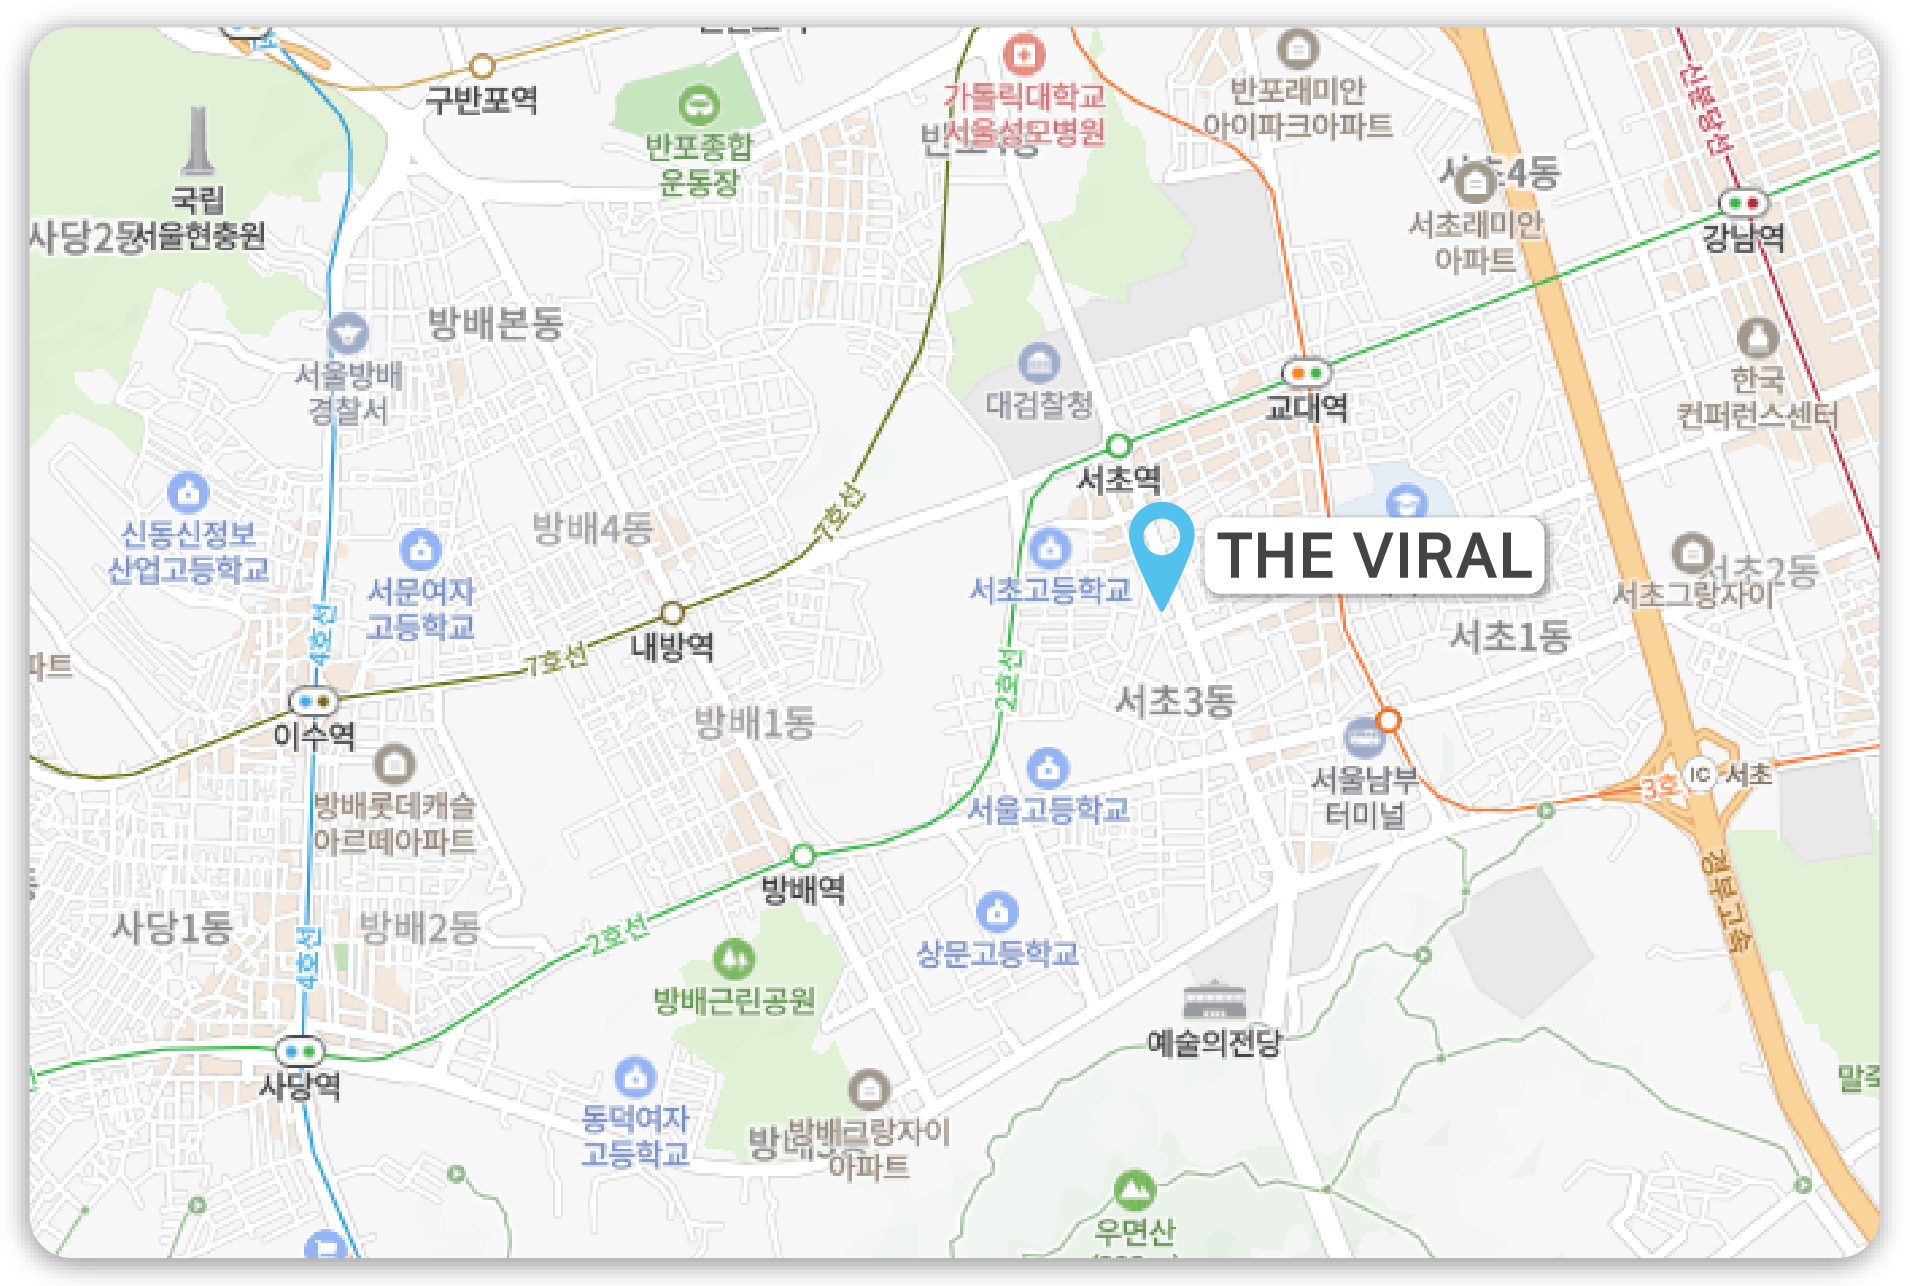 구반포역
가톨릭대학교
서울성모병원
반포래미안
아이파크아파트
신분당선
반포종합
운동장
국립
서울현충원
사당2동
서초4동
서초래미안
아파트
강남역
방배본동
서울방배
경찰서
대검찰청
교대역
한국
컨퍼런스센터
서초역
신동신정보
산업고등학교
방배4동
7호선
서문여자
고등학교
서초고등학교
THE VIRAL
서초2동
서초그랑자이
4호선
내방역
7호선
2호선
서초1동
파트
이수역
방배1동
서초3동
방배롯데캐슬
아르떼아파트
서울고등학교
서울남부
터미널
3호
IC 서초
방배역
경부고속
사당1동
방배2동
4호선
2호선
상문고등학교
방배근린공원
예술의전당
사당역
동덕여자
고등학교
방배그랑자이
아파트
우면산